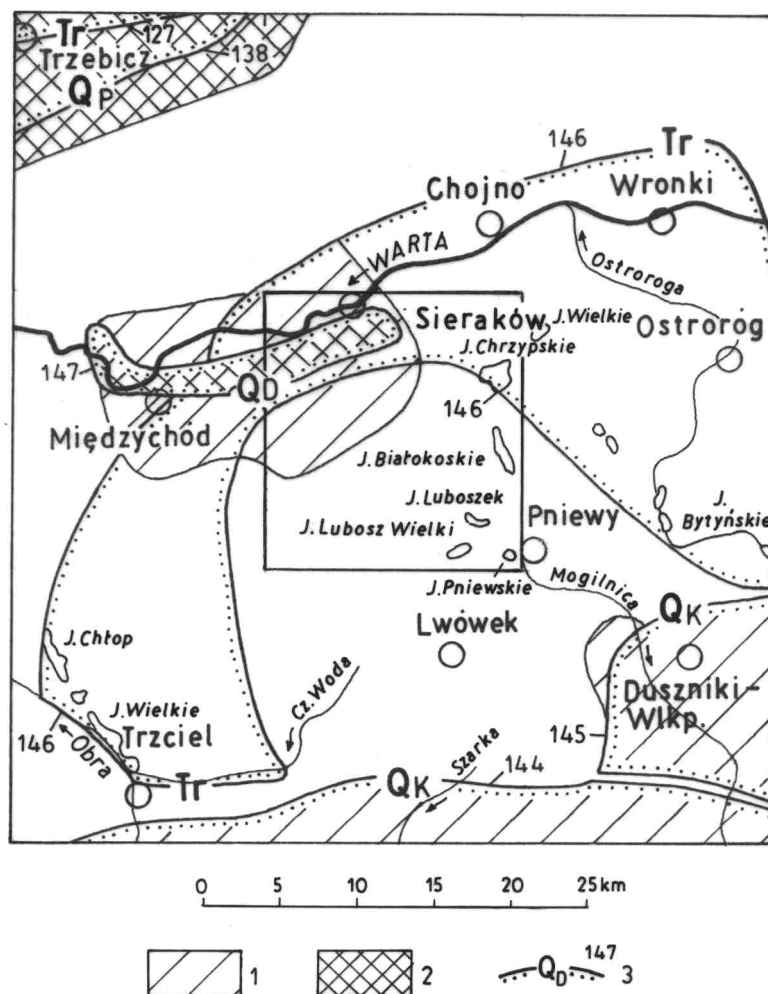 Tr 127
Trzebicz 138
QP
146 Tr
Chojno Wronki
WARTA
Ostroroga
Sieraków J. Wielkie Ostroróg
J. Chrzypskie
147 QD 146
Międzychód
J. Białokoskie
J. Luboszek J. Bytyńskie
J. Lubosz Wielki Pniewy
J. Pniewskie Mogilnica
QK
Lwówek
J. Chłop Duszniki-Wlkp.
J. Wielkie Cz. Woda
Trzciel 145
146 Obra
Tr QK Szarka 144
0 5 10 15 20 25 km
1 2 QD 147 3